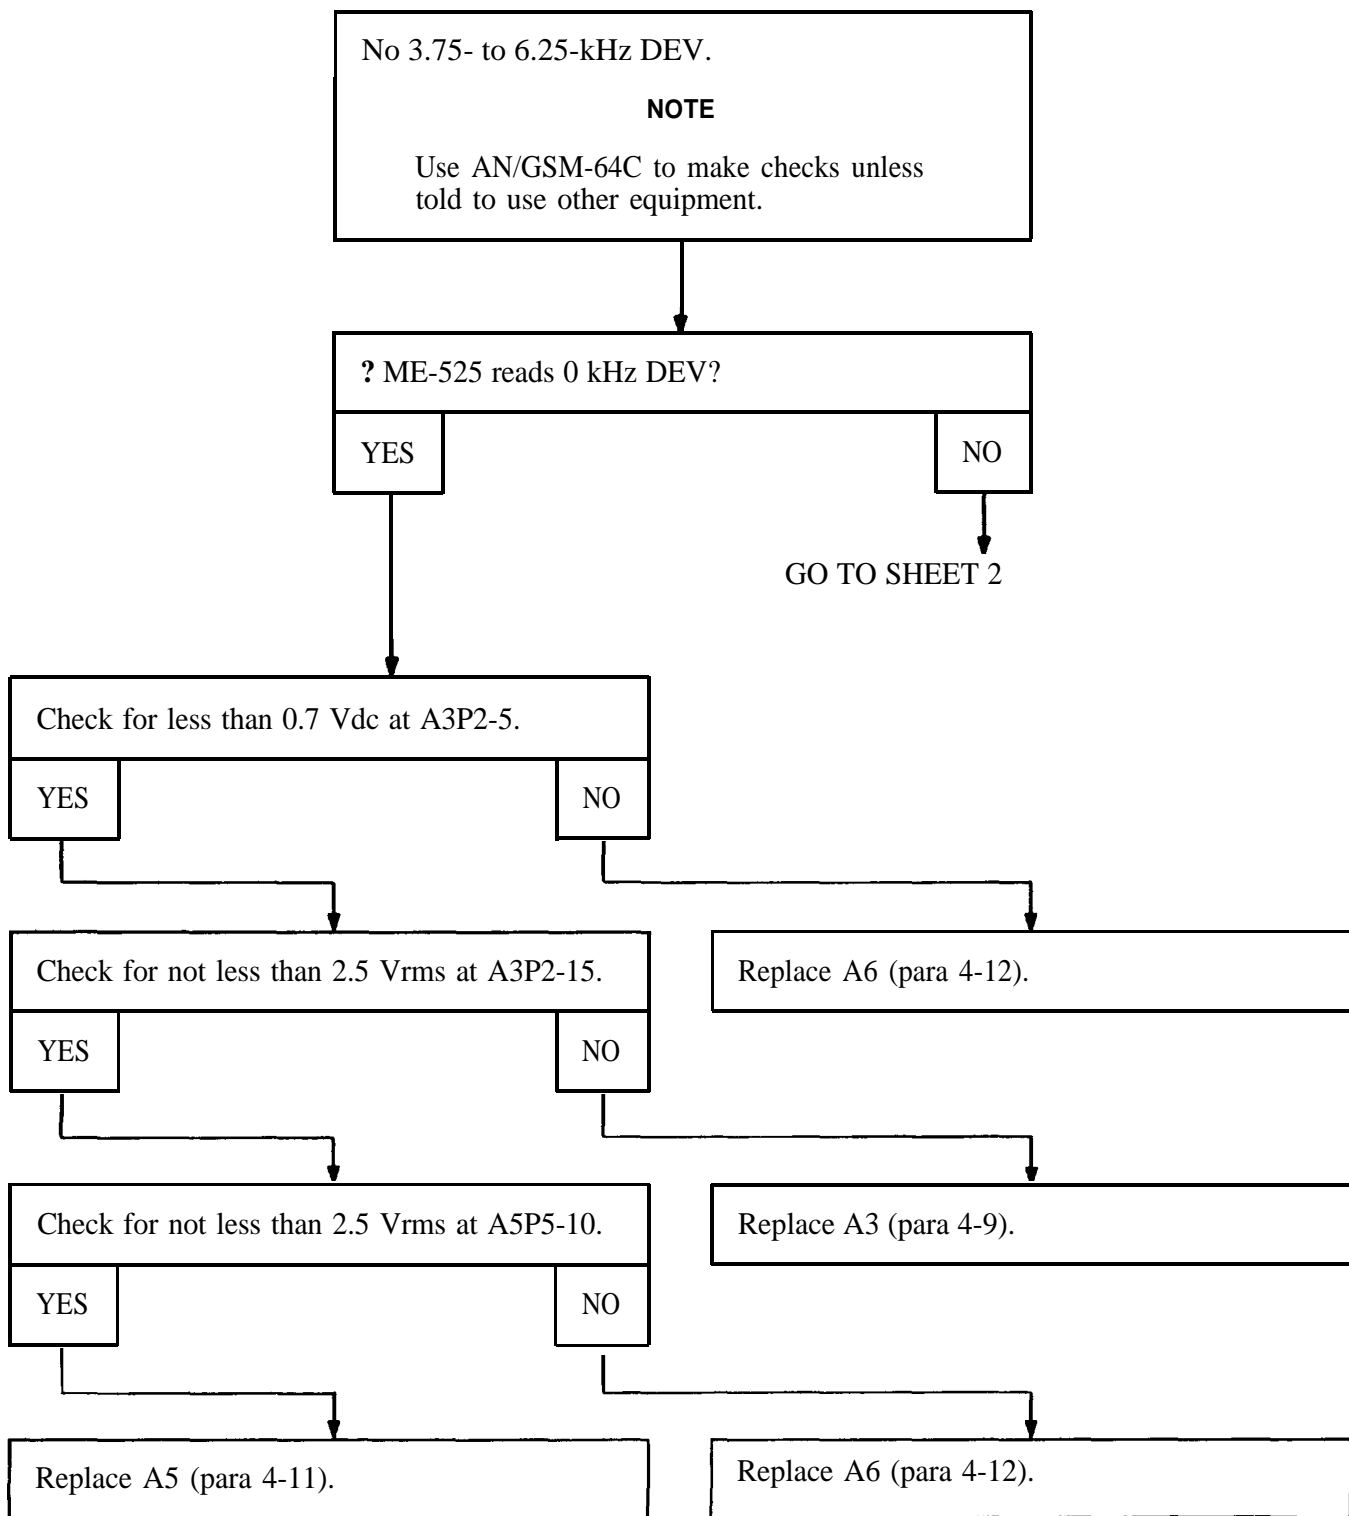 No 3.75- to 6.25-kHz DEV.
NOTE
Use AN/GSM-64C to make checks unless
told to use other equipment.
? ME-525 reads 0 kHz DEV?
YES
NO
GO TO SHEET 2
Check for less than 0.7 Vdc at A3P2-5.
YES
NO
Check for not less than 2.5 Vrms at A3P2-15.
Replace A6 (para 4-12).
YES
NO
Check for not less than 2.5 Vrms at A5P5-10.
Replace A3 (para 4-9).
YES
NO
Replace A5 (para 4-11).
Replace A6 (para 4-12).